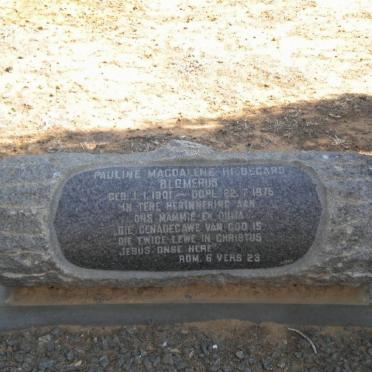 PAULINE MAGDALENE HILDEGARD
BLOMERUS
GEB. 1.1.1901 — OORL. 22.7.1975
IN TERE HERINNERING AAN
ONS MAMMIE EN OUMA
DIE GENADEGAWE VAN GOD IS
DIE EWIGE LEWE IN CHRISTUS
JESUS, ONSE HERE
ROM. 6 VERS 23